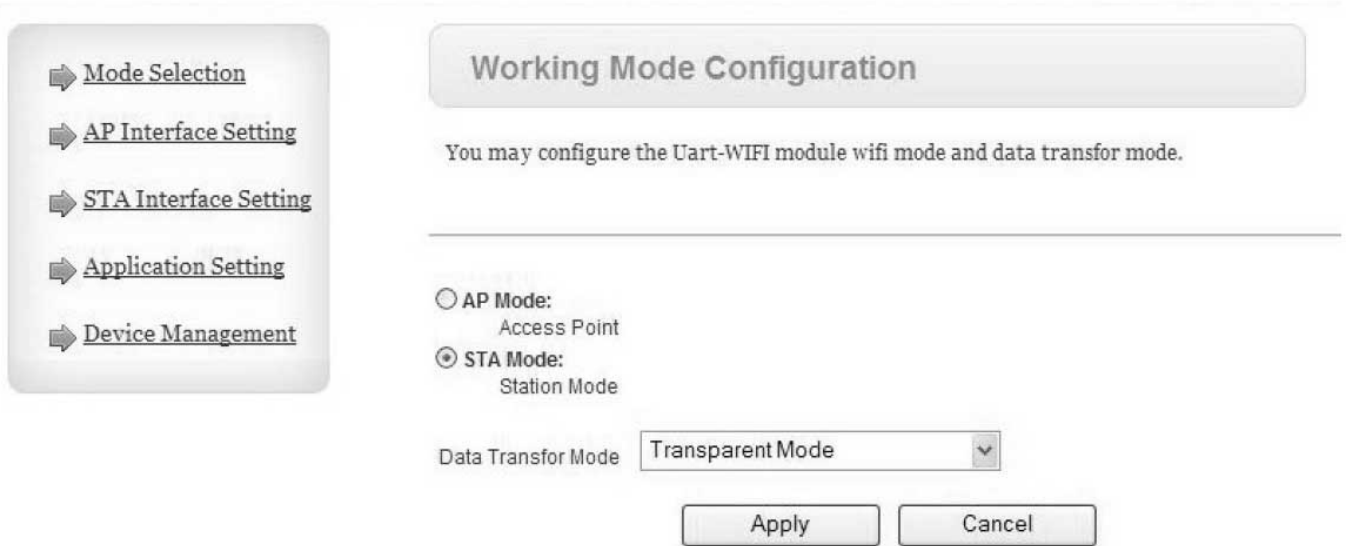 Mode Selection
AP Interface Setting
STA Interface Setting
Application Setting
Device Management
Working Mode Configuration
You may configure the Uart-WIFI module wifi mode and data transfor mode.
AP Mode:
Access Point
STA Mode:
Station Mode
Data Transfor Mode Transparent Mode
Apply Cancel